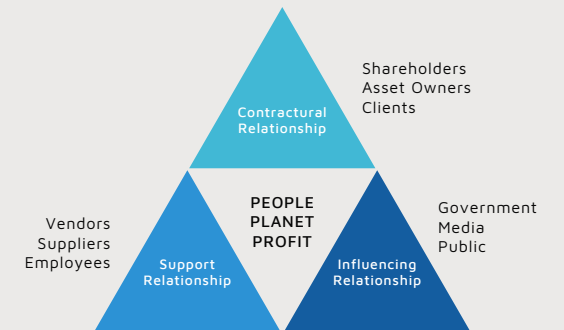 Contractural
Relationship
Shareholders
Asset Owners
Clients
Vendors
Suppliers
Employees
Support
Relationship
PEOPLE
PLANET
PROFIT
Influencing
Relationship
Government
Media
Public